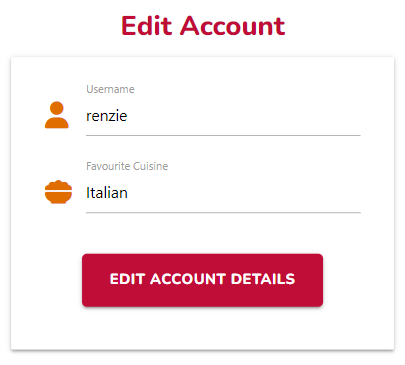 Edit Account
Username
renzie
Favourite Cuisine
Italian
EDIT ACCOUNT DETAILS